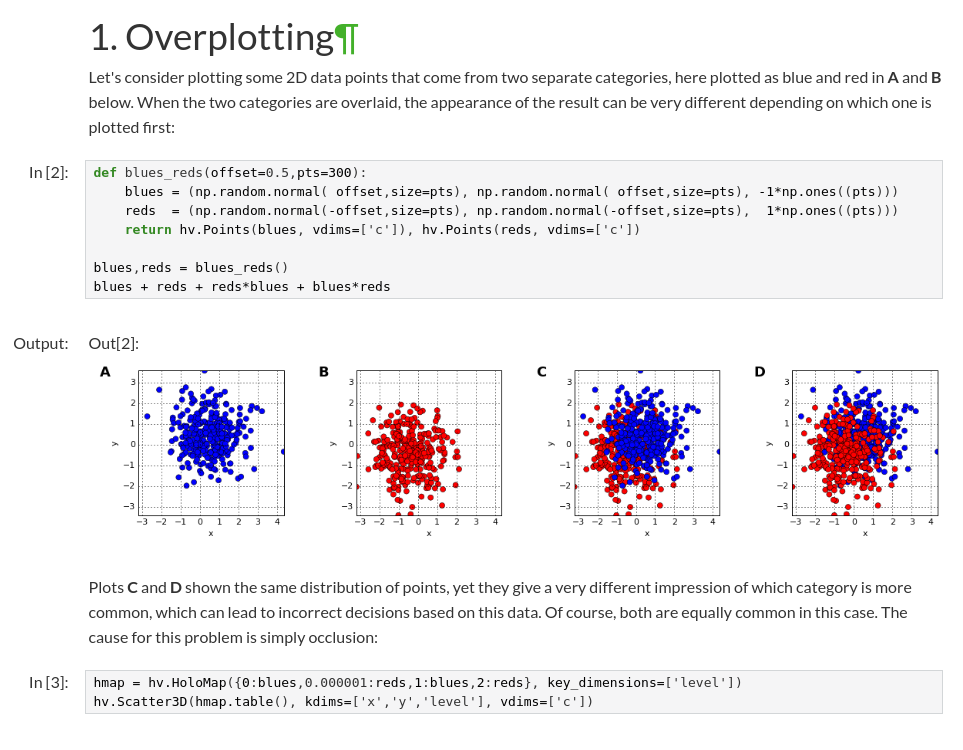 1. Overplotting¶
Let's consider plotting some 2D data points that come from two separate categories, here plotted as blue and red in A and B
below. When the two categories are overlaid, the appearance of the result can be very different depending on which one is
plotted first:
In [2]:
def blues_reds(offset=0.5,pts=300):
    blues = (np.random.normal( offset,size=pts), np.random.normal( offset,size=pts), -1*np.ones((pts)))
    reds  = (np.random.normal(-offset,size=pts), np.random.normal(-offset,size=pts),  1*np.ones((pts)))
    return hv.Points(blues, vdims=['c']), hv.Points(reds, vdims=['c'])
blues,reds = blues_reds()
blues + reds + reds*blues + blues*reds
Output: Out[2]:
A
3
2
1
0
−1
−2
−3
y
−3 −2 −1 0 1 2 3 4
x
B
3
2
1
0
−1
−2
−3
y
−3 −2 −1 0 1 2 3 4
x
C
3
2
1
0
−1
−2
−3
y
−3 −2 −1 0 1 2 3 4
x
D
3
2
1
0
−1
−2
−3
y
−3 −2 −1 0 1 2 3 4
x
Plots C and D shown the same distribution of points, yet they give a very different impression of which category is more
common, which can lead to incorrect decisions based on this data. Of course, both are equally common in this case. The
cause for this problem is simply occlusion:
In [3]:
hmap = hv.HoloMap({0:blues,0.000001:reds,1:blues,2:reds}, key_dimensions=['level'])
hv.Scatter3D(hmap.table(), kdims=['x','y','level'], vdims=['c'])